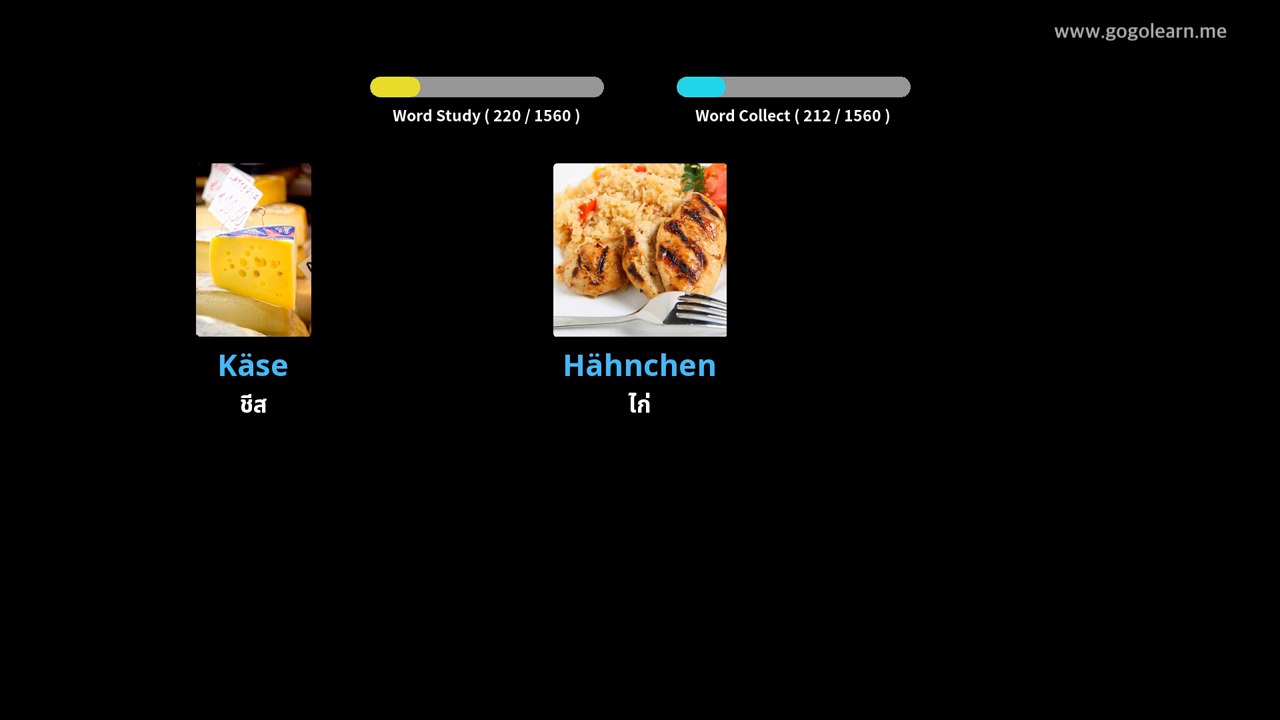 www.gogolearn.me
Word Study ( 220 / 1560 )
Word Collect ( 212 / 1560 )
Käse
ชีส
Hähnchen
ไก่